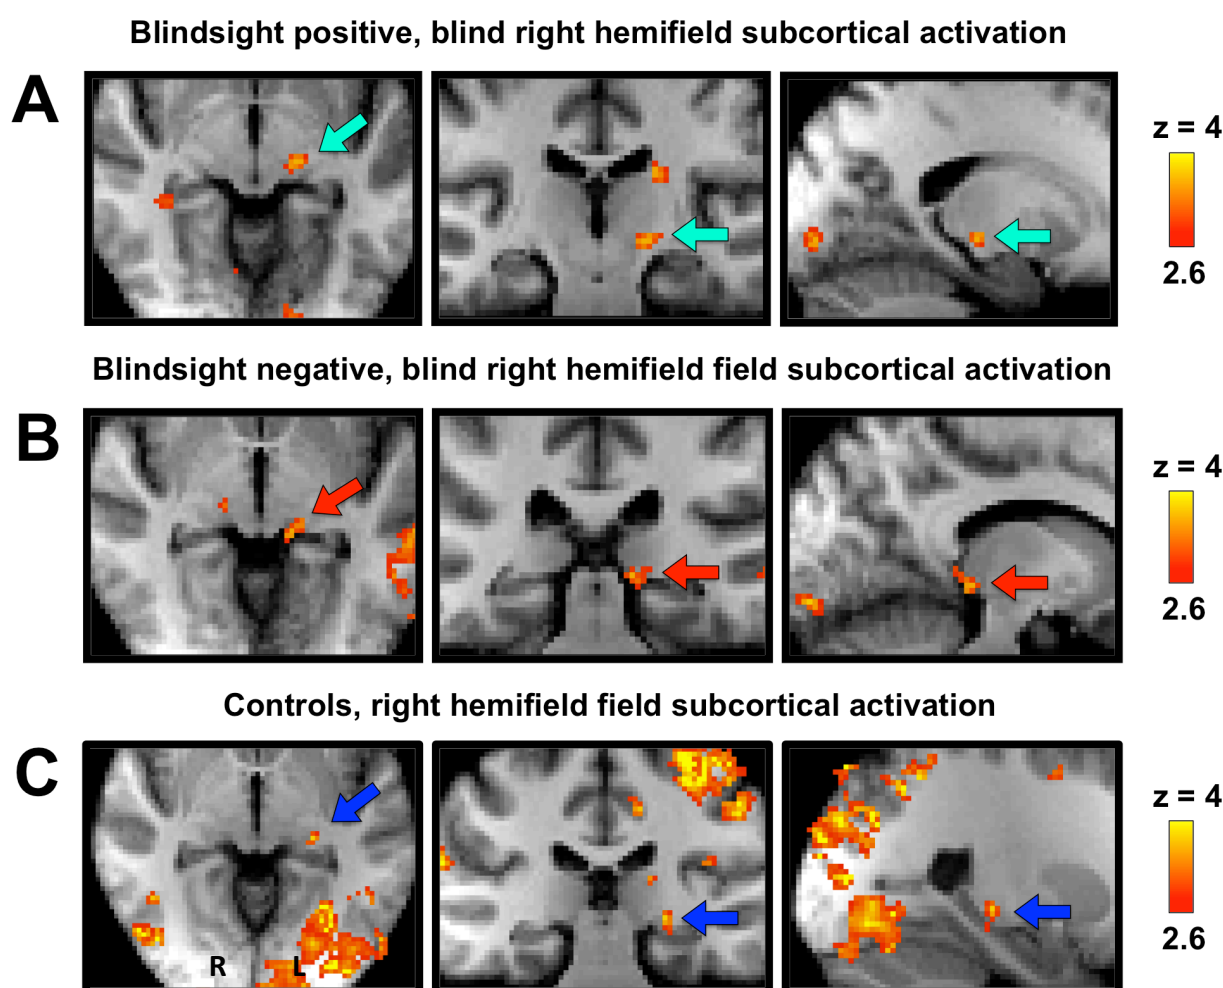 Blindsight positive, blind right hemifield subcortical activation
A
z = 4
2.6
Blindsight negative, blind right hemifield field subcortical activation
B
z = 4
2.6
Controls, right hemifield field subcortical activation
C
z = 4
2.6
R L